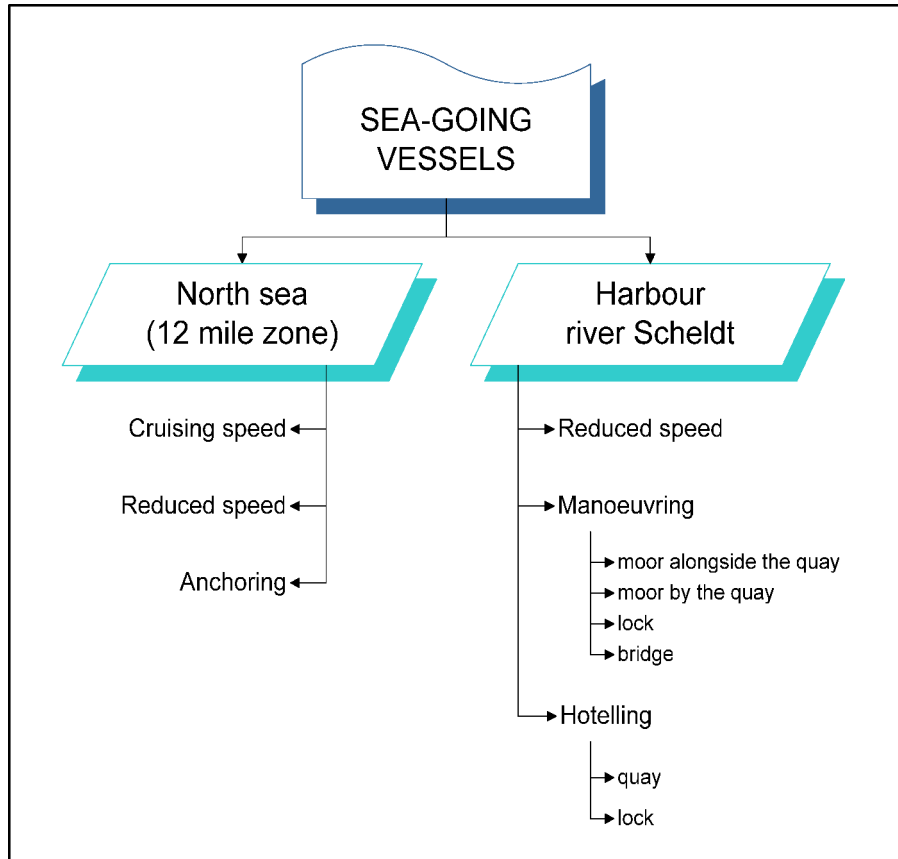 SEA-GOING
VESSELS
North sea
(12 mile zone)
Cruising speed
Reduced speed
Anchoring
Harbour
river Scheldt
Reduced speed
Manoeuvring
moor alongside the quay
moor by the quay
lock
bridge
Hotelling
quay
lock